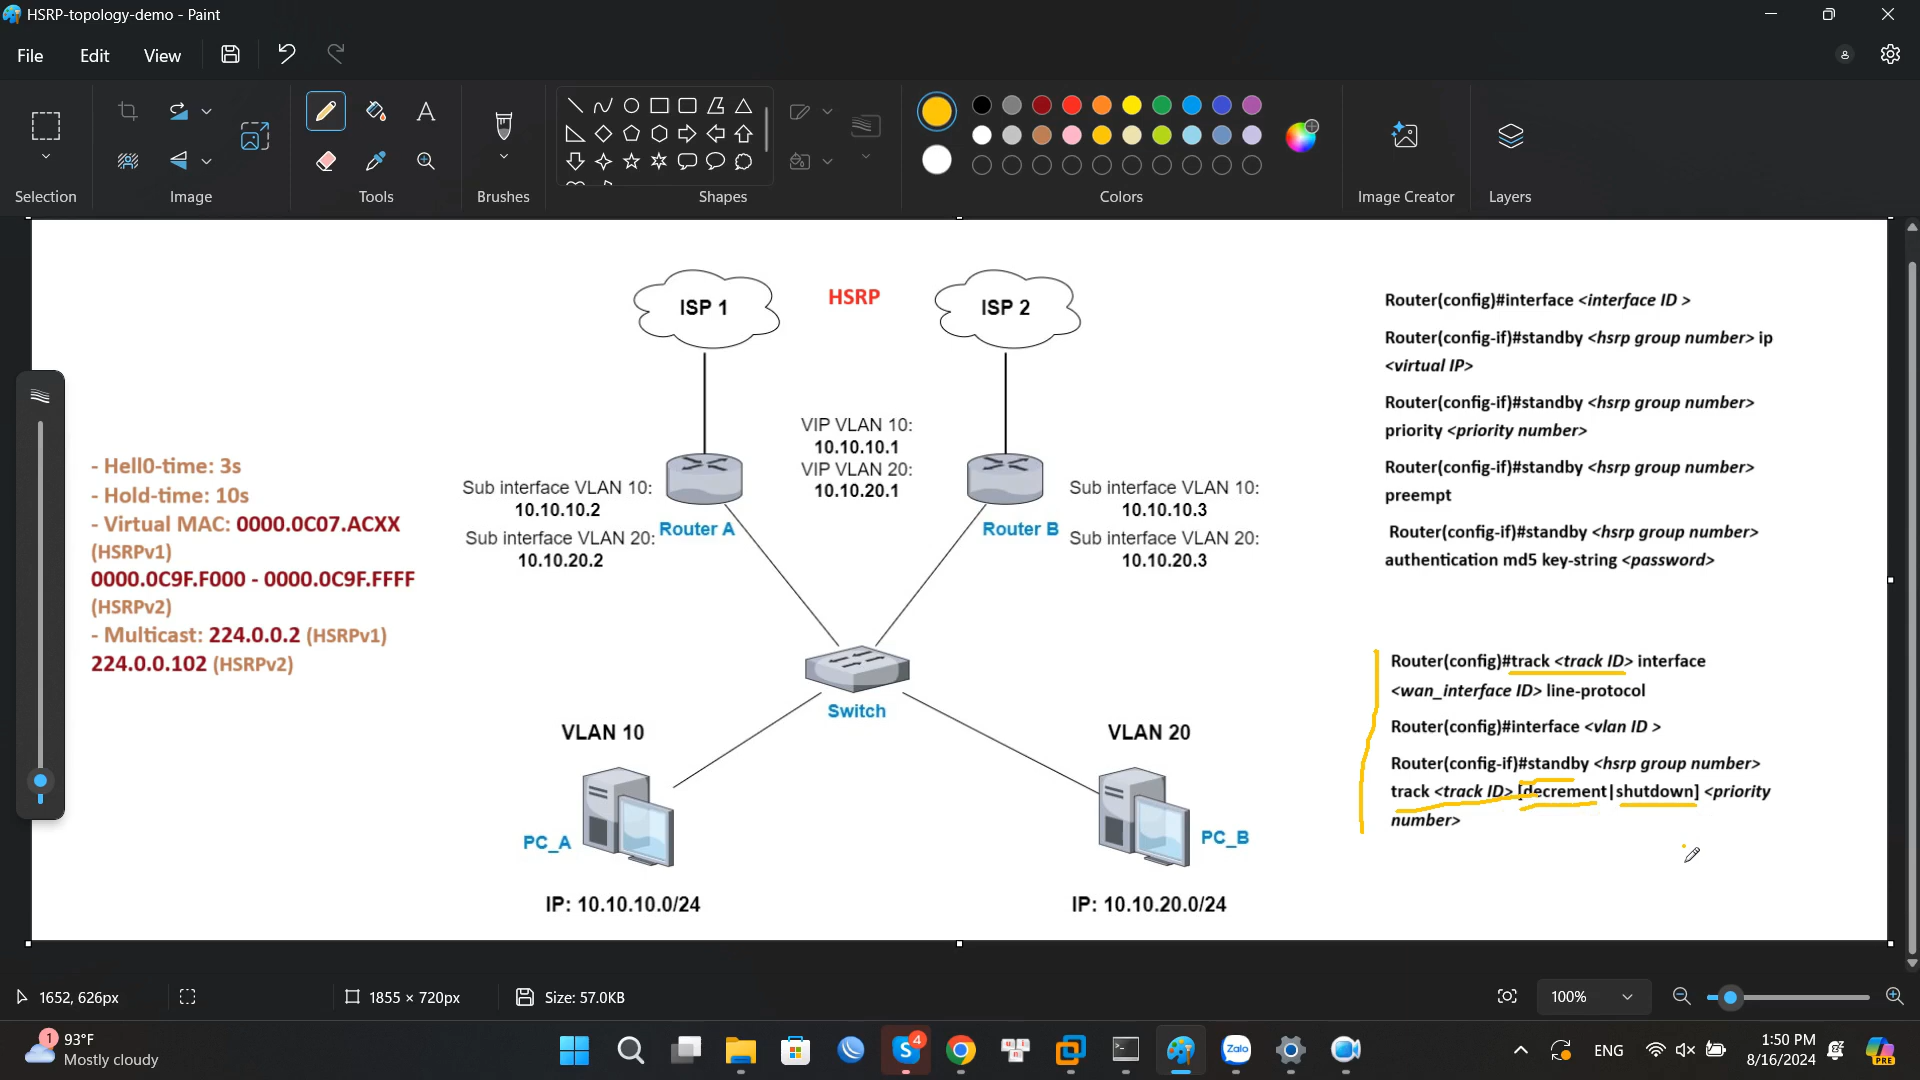 HSRP-topology-demo - Paint
File
Edit
View
Selection
Image
Tools
Brushes
Shapes
Colors
Image Creator
Layers
ISP 1
HSRP
ISP 2
VIP VLAN 10:
10.10.10.1
VIP VLAN 20:
10.10.20.1
Sub interface VLAN 10:
10.10.10.2
Sub interface VLAN 20:
10.10.20.2
Router A
Router B
Sub interface VLAN 10:
10.10.10.3
Sub interface VLAN 20:
10.10.20.3
- Hell0-time: 3s
- Hold-time: 10s
- Virtual MAC: 0000.0C07.ACXX
(HSRPv1)
0000.0C9F.F000 - 0000.0C9F.FFFF
(HSRPv2)
- Multicast: 224.0.0.2 (HSRPv1)
224.0.0.102 (HSRPv2)
Switch
VLAN 10
VLAN 20
PC_A
PC_B
IP: 10.10.10.0/24
IP: 10.10.20.0/24
Router(config)#interface <interface ID >
Router(config-if)#standby <hsrp group number> ip
<virtual IP>
Router(config-if)#standby <hsrp group number>
priority <priority number>
Router(config-if)#standby <hsrp group number>
preempt
Router(config-if)#standby <hsrp group number>
authentication md5 key-string <password>
Router(config)#track <track ID> interface
<wan_interface ID> line-protocol
Router(config)#interface <vlan ID >
Router(config-if)#standby <hsrp group number>
track <track ID> [decrement|shutdown] <priority
number>
1652, 626px
1855 × 720px
Size: 57.0KB
100%
1
93°F
Mostly cloudy
S
4
Zalo
ENG
1:50 PM
8/16/2024
PRE